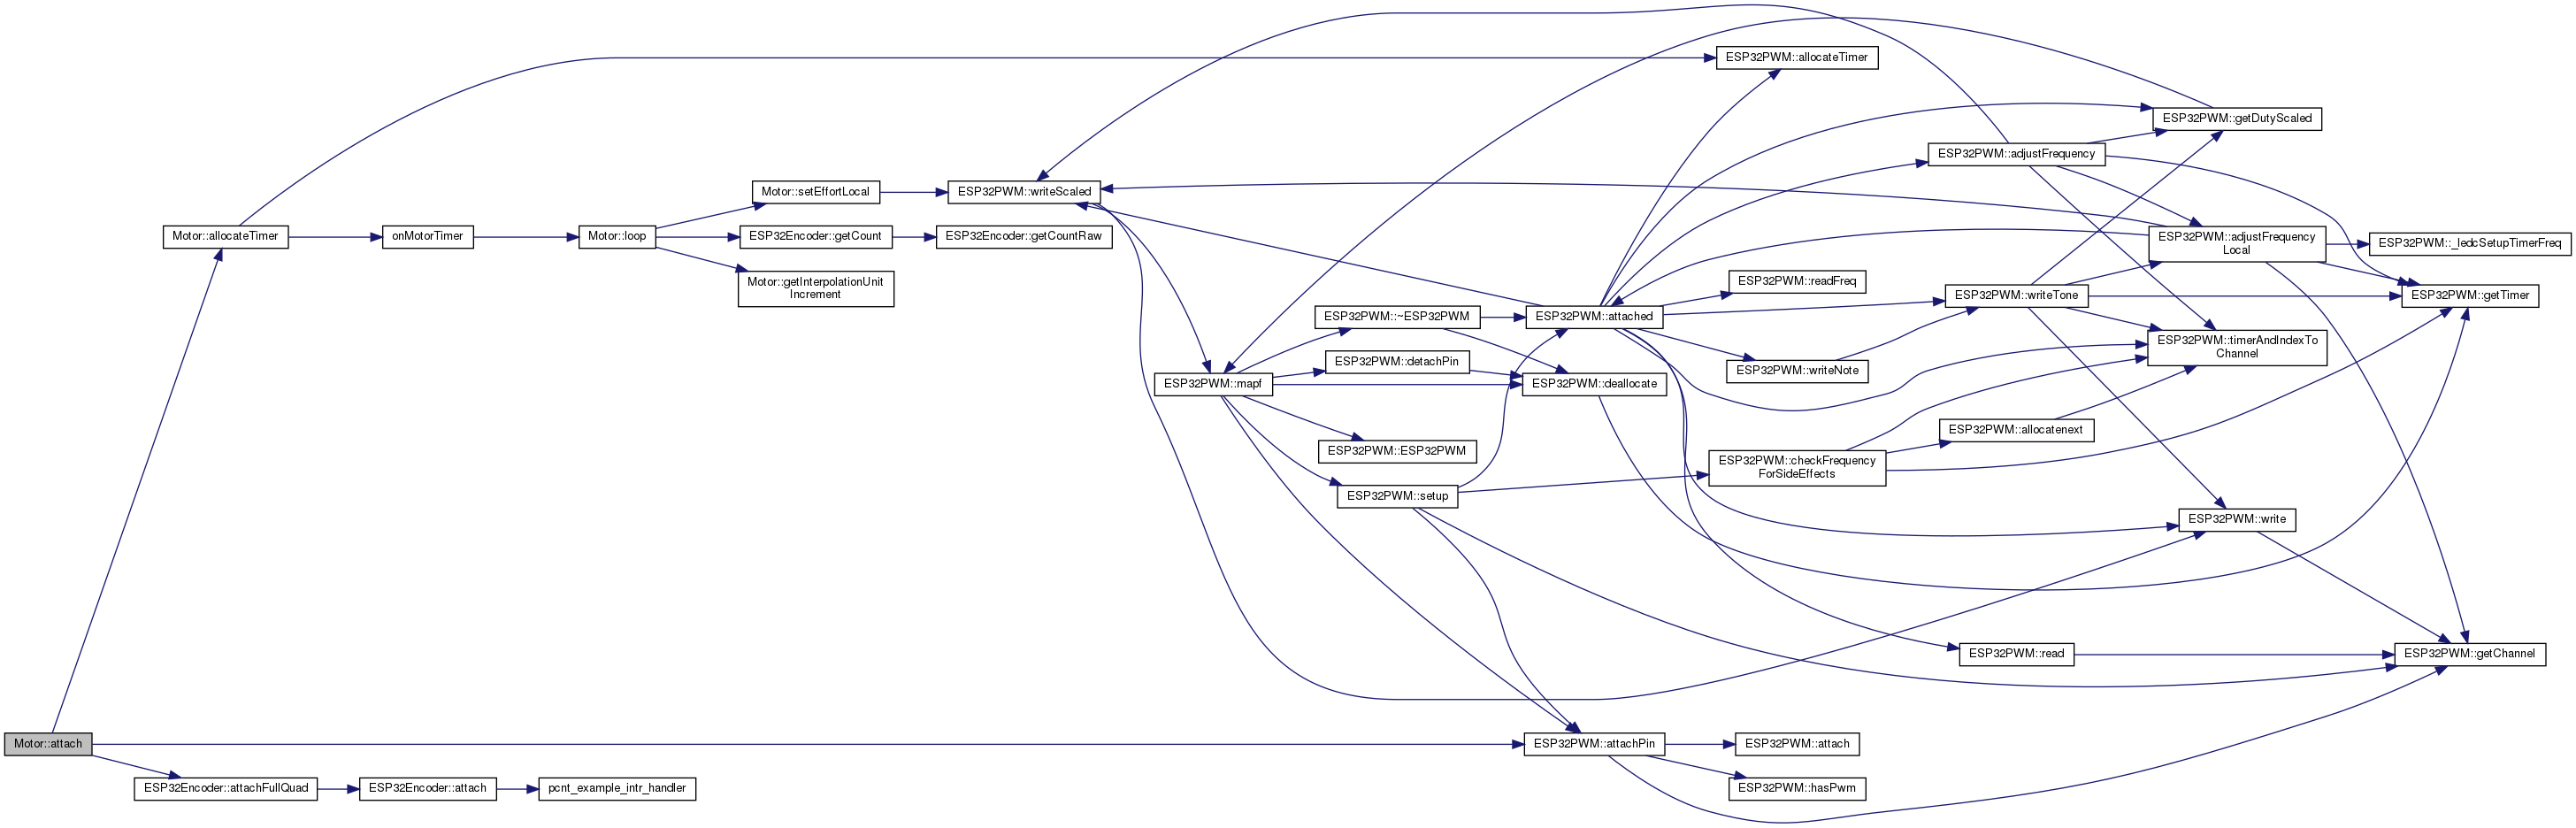 ESP32PWM::allocateTimer
ESP32PWM::getDutyScaled
ESP32PWM::adjustFrequency
Motor::setEffortLocal
ESP32PWM::writeScaled
Motor::allocateTimer
onMotorTimer
Motor::loop
ESP32Encoder::getCount
ESP32Encoder::getCountRaw
ESP32PWM::adjustFrequency
Local
ESP32PWM::_ledcSetupTimerFreq
Motor::getInterpolationUnit
Increment
ESP32PWM::readFreq
ESP32PWM::writeTone
ESP32PWM::getTimer
ESP32PWM::~ESP32PWM
ESP32PWM::attached
ESP32PWM::timerAndIndexTo
Channel
ESP32PWM::detachPin
ESP32PWM::writeNote
ESP32PWM::mapf
ESP32PWM::deallocate
ESP32PWM::allocatenext
ESP32PWM::ESP32PWM
ESP32PWM::checkFrequency
ForSideEffects
ESP32PWM::setup
ESP32PWM::write
ESP32PWM::read
ESP32PWM::getChannel
Motor::attach
ESP32PWM::attachPin
ESP32PWM::attach
ESP32Encoder::attachFullQuad
ESP32Encoder::attach
pcnt_example_intr_handler
ESP32PWM::hasPwm